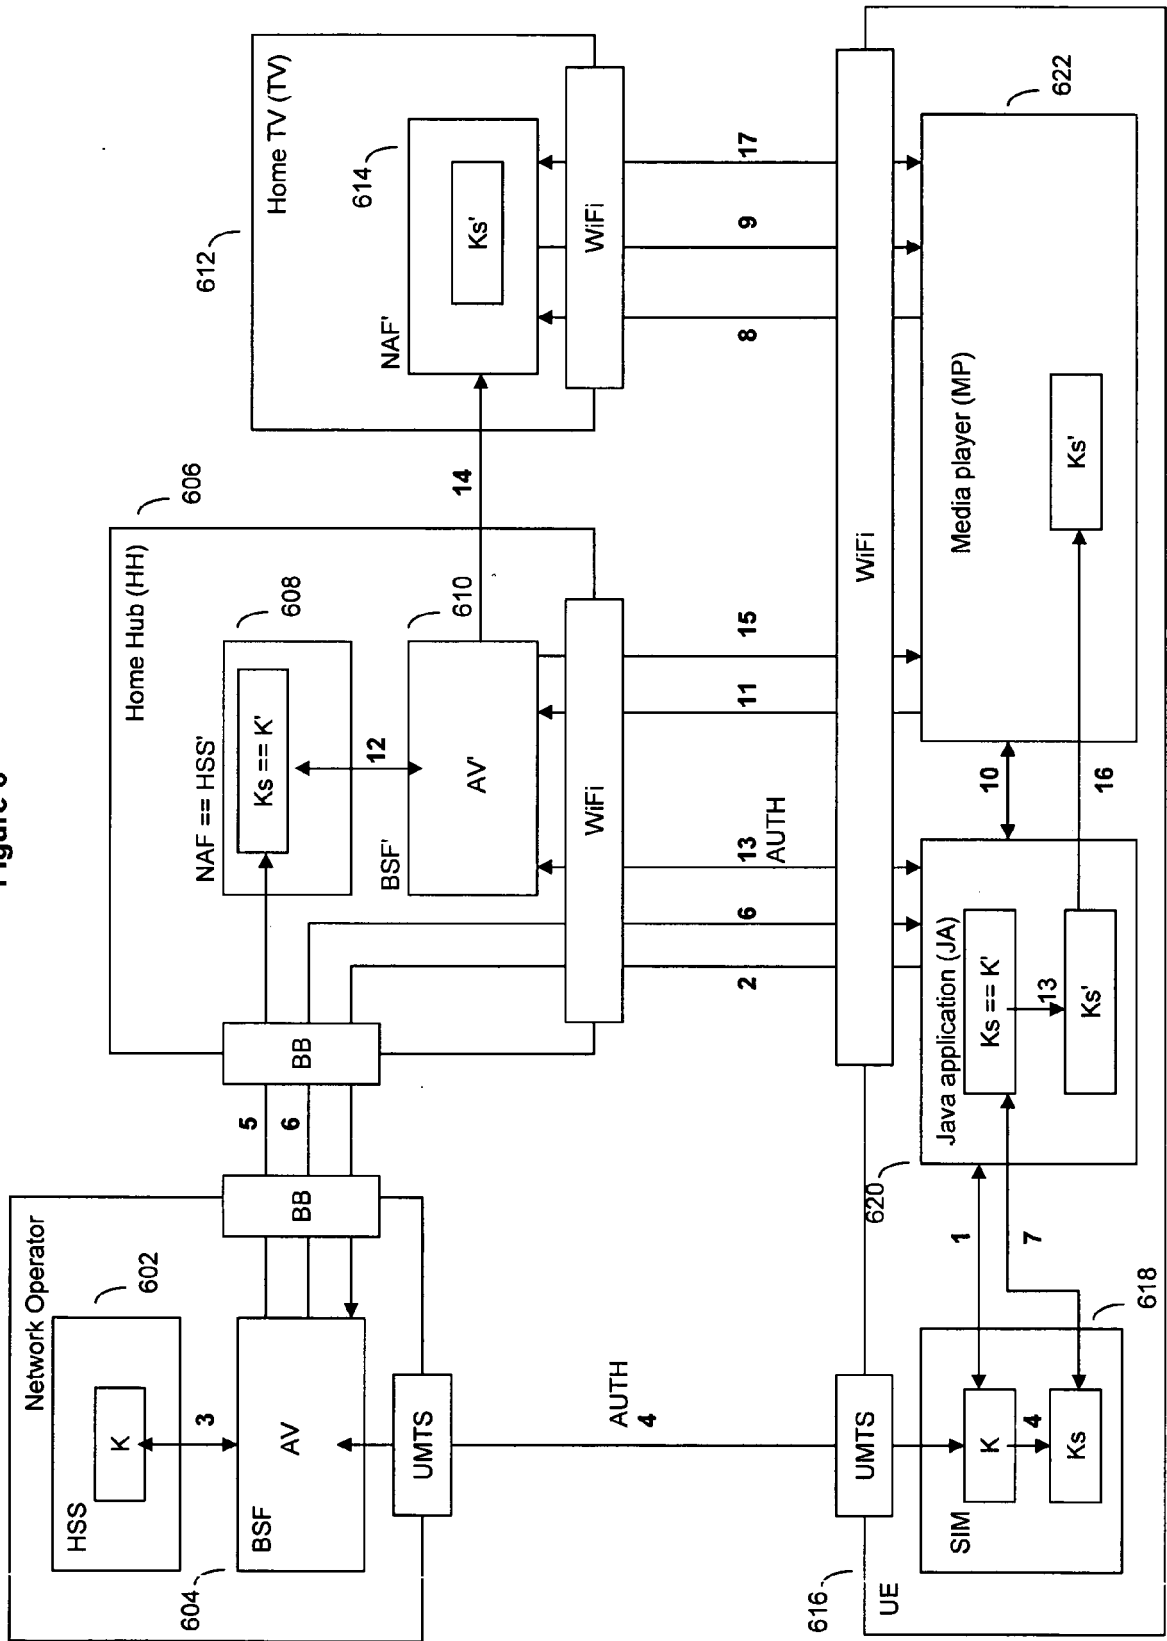 Figure 6
Network Operator
HSS
K
602
3
BSF
AV
604
UMTS
BB
5
6
BB
Home Hub (HH)
606
NAF == HSS'
608
Ks == K'
12
BSF'
610
AV'
WiFi
14
Home TV (TV)
612
NAF'
614
Ks'
WiFi
AUTH
4
2
6
13
AUTH
11
15
8
9
17
616
UE
UMTS
WiFi
SIM
618
K
4
Ks
1
7
620
Java application (JA)
Ks == K'
13
Ks'
10
16
Media player (MP)
622
Ks'